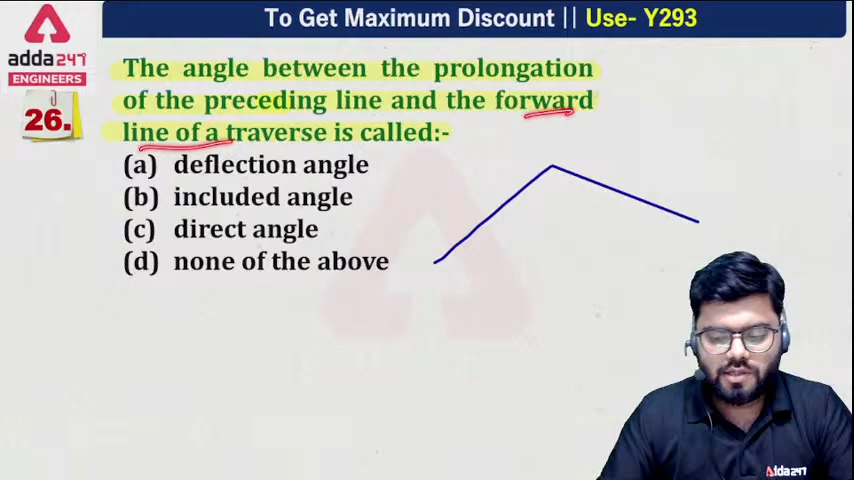 To Get Maximum Discount || Use- Y293
adda247
ENGINEERS
26.
The angle between the prolongation
of the preceding line and the forward
line of a traverse is called:-
(a) deflection angle
(b) included angle
(c) direct angle
(d) none of the above
Adda247